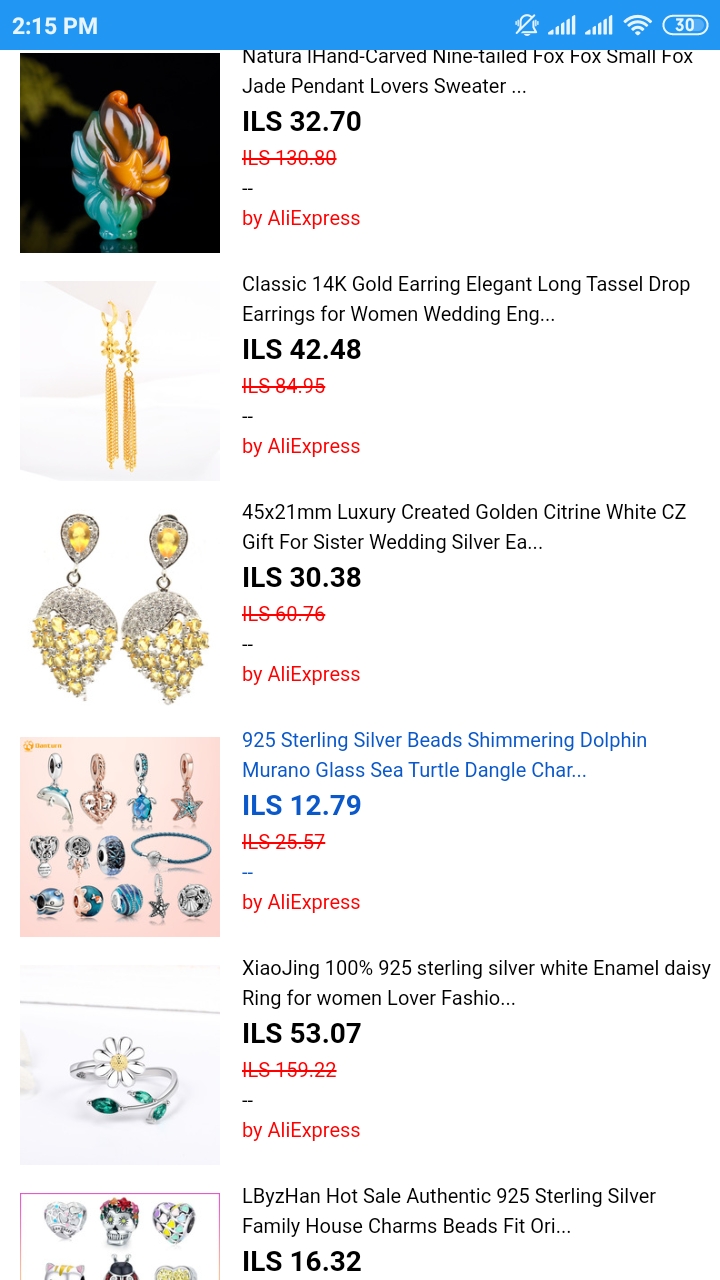 2:15 PM
30
Natura lHand-Carved Nine-tailed Fox Fox Small Fox
Jade Pendant Lovers Sweater ...
ILS 32.70
ILS 130.80
--
by AliExpress
Classic 14K Gold Earring Elegant Long Tassel Drop
Earrings for Women Wedding Eng...
ILS 42.48
ILS 84.95
--
by AliExpress
45x21mm Luxury Created Golden Citrine White CZ
Gift For Sister Wedding Silver Ea...
ILS 30.38
ILS 60.76
--
by AliExpress
925 Sterling Silver Beads Shimmering Dolphin
Murano Glass Sea Turtle Dangle Char...
ILS 12.79
ILS 25.57
--
by AliExpress
XiaoJing 100% 925 sterling silver white Enamel daisy
Ring for women Lover Fashio...
ILS 53.07
ILS 159.22
--
by AliExpress
LByzHan Hot Sale Authentic 925 Sterling Silver
Family House Charms Beads Fit Ori...
ILS 16.32